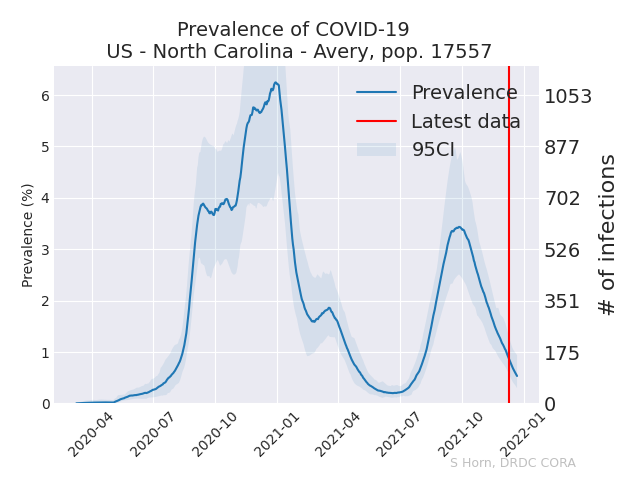 Prevalence of COVID-19
US - North Carolina - Avery, pop. 17557
Prevalence (%)
6
5
4
3
2
1
0
1053
877
702
526
351
175
0
# of infections
Prevalence
Latest data
95CI
2020-04
2020-07
2020-10
2021-01
2021-04
2021-07
2021-10
2022-01
S Horn, DRDC CORA